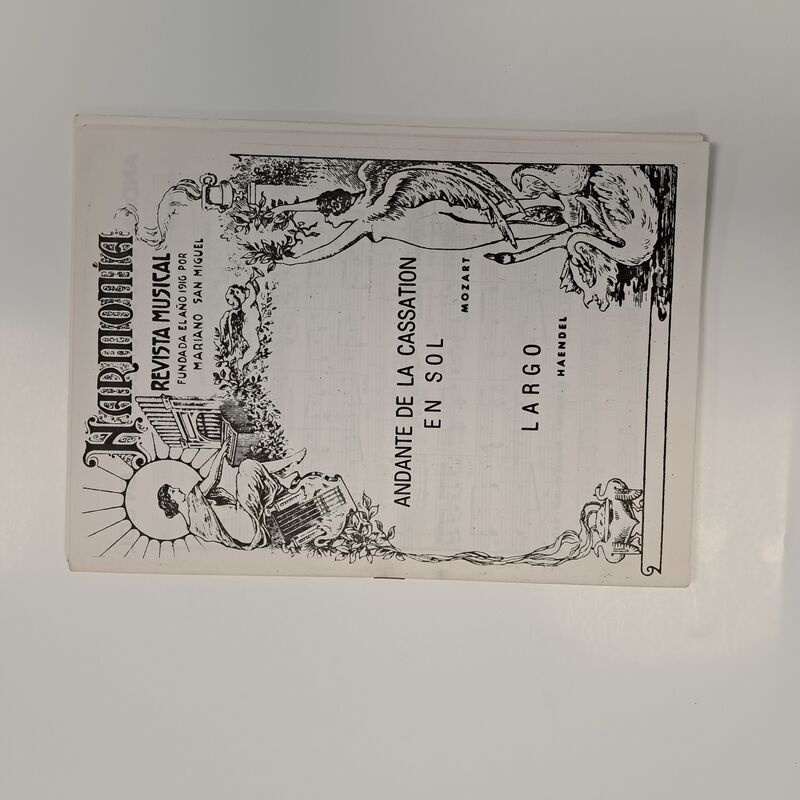 Harmonía
REVISTA MUSICAL
FUNDADA EL AÑO 1916 POR
MARIANO SAN MIGUEL
ANDANTE DE LA CASSATION
EN SOL
MOZART
LARGO
HAENDEL